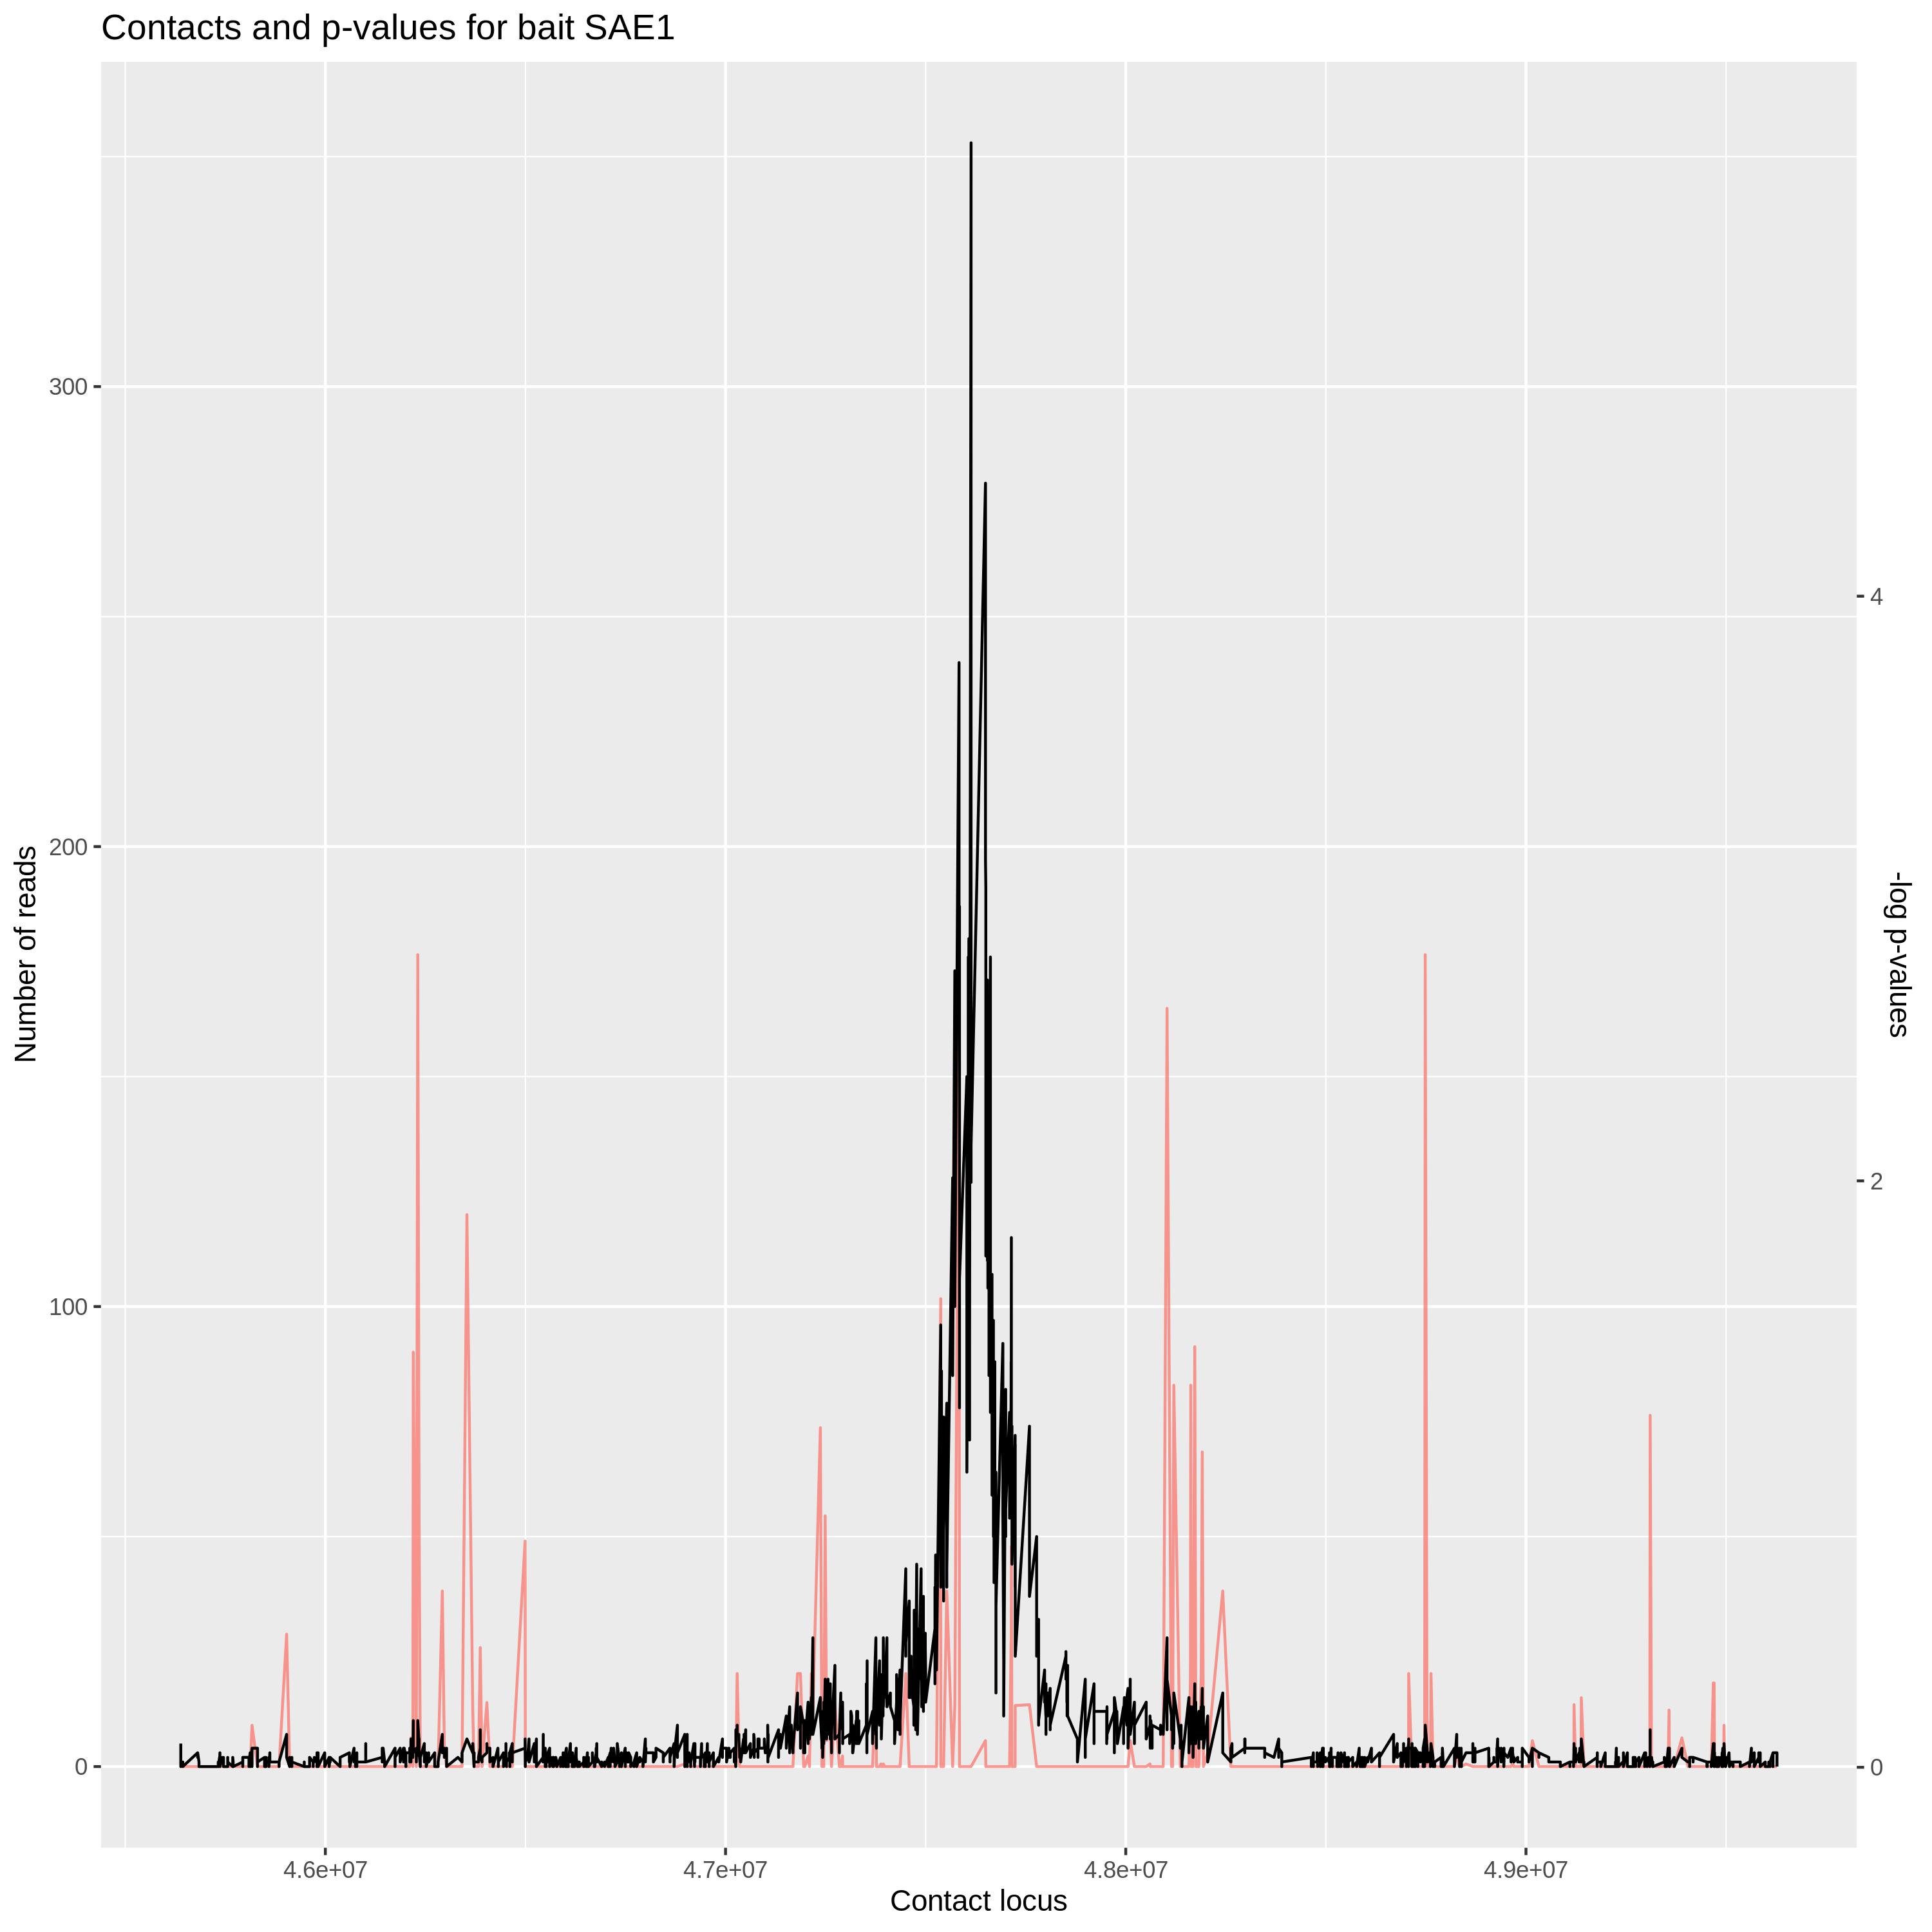 Contacts and p-values for bait SAE1
300
200
100
0
Number of reads
4
2
0
-log p-values
4.6e+07 4.7e+07 4.8e+07 4.9e+07
Contact locus